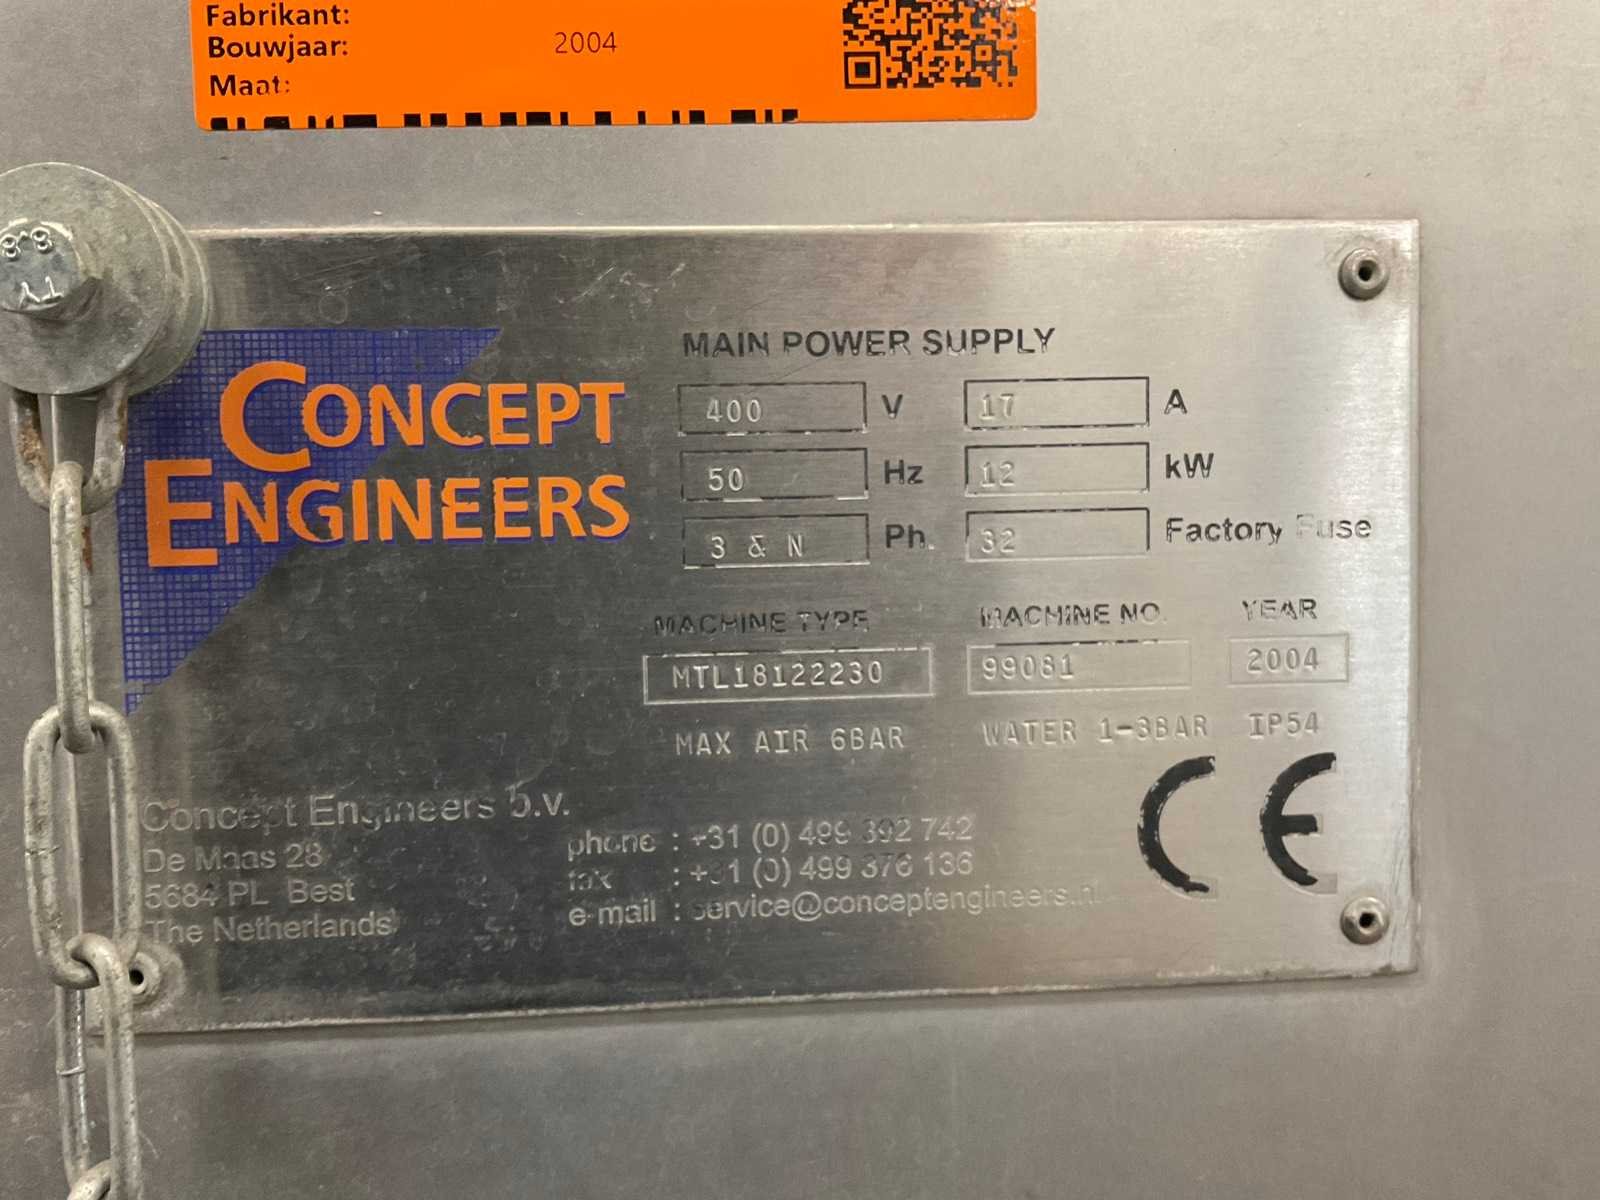 Fabrikant:
Bouwjaar: 2004
Maat:
8.8
CONCEPT
ENGINEERS
MAIN POWER SUPPLY
400 V 17 A
50 Hz 12 kW
3 & N Ph. 32 Factory Fuse
MACHINE TYPE MACHINE NO. YEAR
MTL18122230 99081 2004
MAX AIR 6BAR WATER 1-3BAR IP54
CE
Concept Engineers b.v.
De Maas 28
5684 PL Best
The Netherlands
phone : +31 (0) 499 392 742
fax : +31 (0) 499 376 136
e-mail : service@conceptengineers.nl